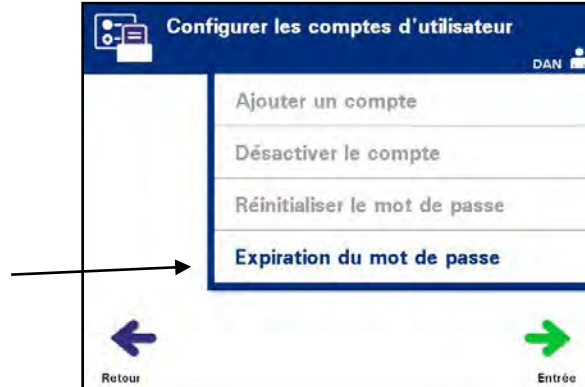 Configurer les comptes d'utilisateur
DAN
Ajouter un compte
Désactiver le compte
Réinitialiser le mot de passe
Expiration du mot de passe
Retour
Entrée